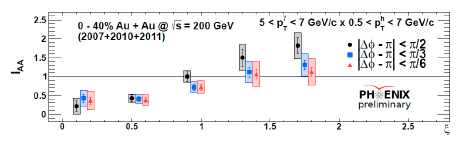 0 - 40% Au + Au @ √s = 200 GeV
(2007+2010+2011)
5 < p_T^γ < 7 GeV/c x 0.5 < p_T^h < 7 GeV/c
|Δϕ - π| < π/2
|Δϕ - π| < π/3
|Δϕ - π| < π/6
PHENIX
preliminary
I_AA
2.5
2
1.5
1
0.5
0
0 0.5 1 1.5 2 2.5
ξ